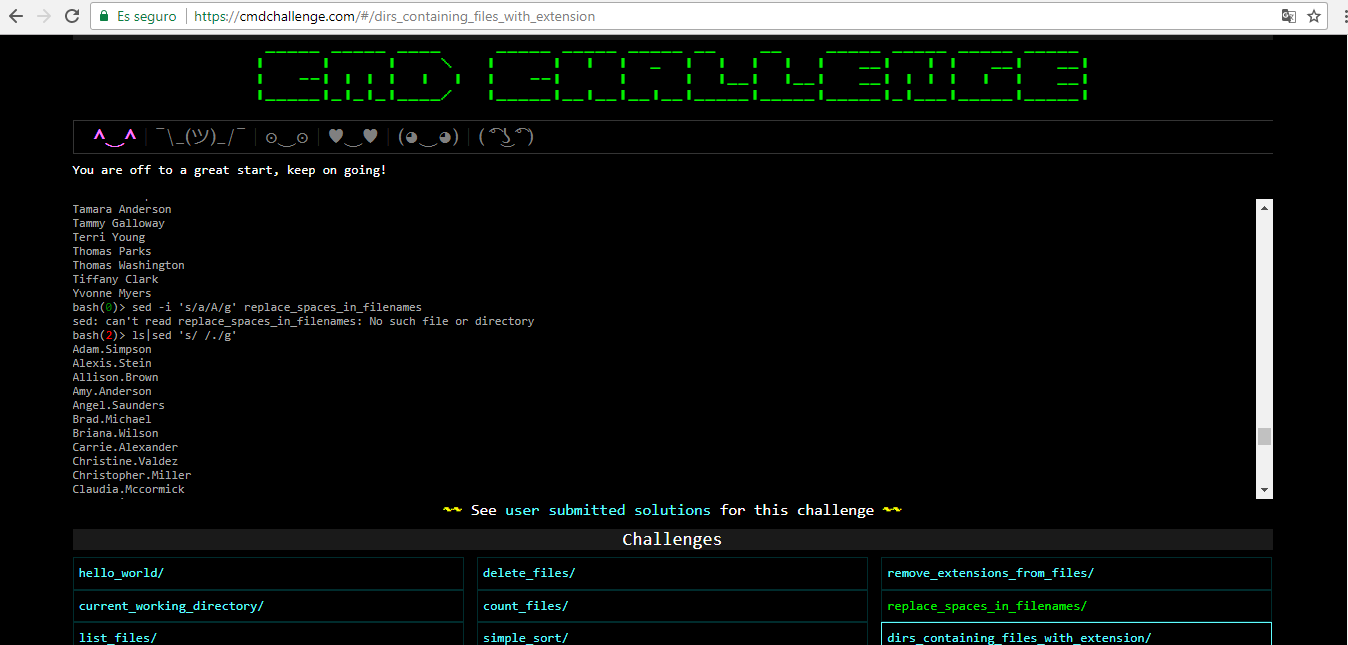 Es seguro | https://cmdchallenge.com/#/dirs_containing_files_with_extension
CMD CHALLENGE
^‿^ ¯\_(ツ)_/¯ ⊙‿⊙ ♥‿♥ (◕‿◕) ( ͡° ͜ʖ ͡°)
You are off to a great start, keep on going!
Tamara Anderson
Tammy Galloway
Terri Young
Thomas Parks
Thomas Washington
Tiffany Clark
Yvonne Myers
bash(0)> sed -i 's/a/A/g' replace_spaces_in_filenames
sed: can't read replace_spaces_in_filenames: No such file or directory
bash(2)> ls|sed 's/ /./g'
Adam.Simpson
Alexis.Stein
Allison.Brown
Amy.Anderson
Angel.Saunders
Brad.Michael
Briana.Wilson
Carrie.Alexander
Christine.Valdez
Christopher.Miller
Claudia.Mccormick
~~ See user submitted solutions for this challenge ~~
Challenges
hello_world/ delete_files/ remove_extensions_from_files/
current_working_directory/ count_files/ replace_spaces_in_filenames/
list_files/ simple_sort/ dirs_containing_files_with_extension/